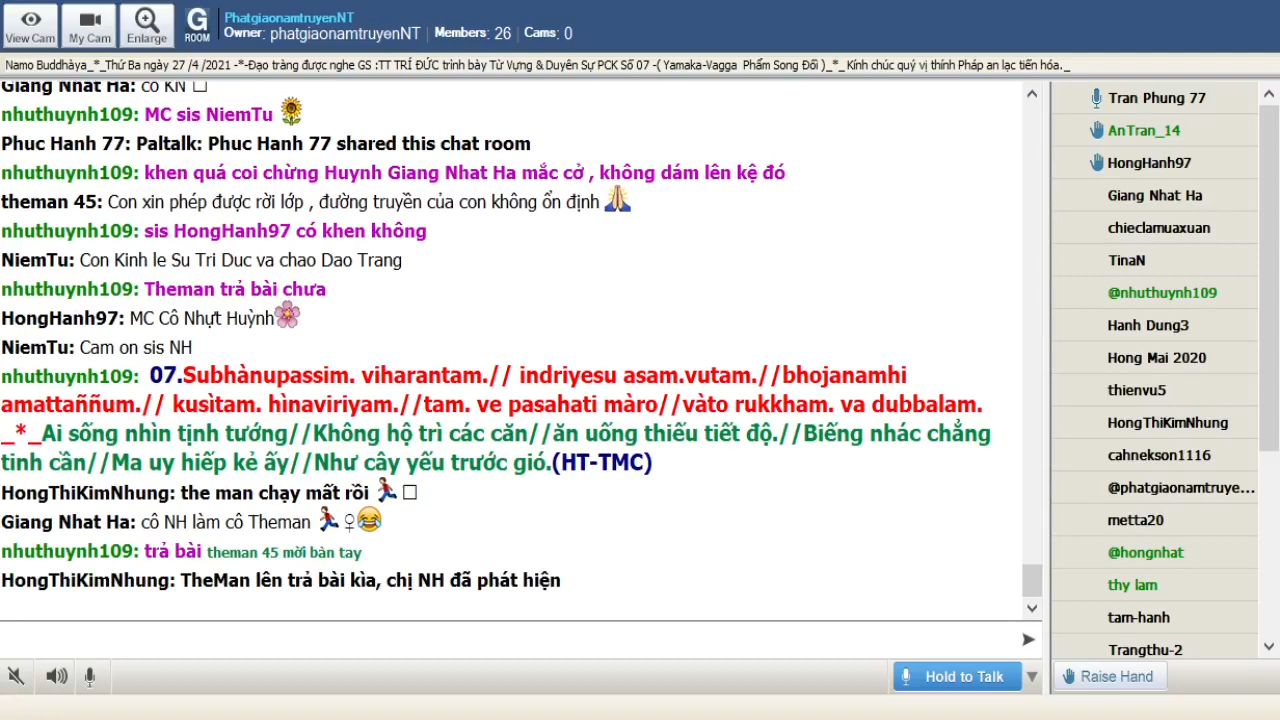 View Cam
My Cam
Enlarge
G
ROOM
PhatgiaonamtruyenNT
Owner: phatgiaonamtruyenNT | Members: 26 | Cams: 0
Namo Buddhàya_*_Thứ Ba ngày 27 /4 /2021 -*-Đạo tràng được nghe GS :TT TRÍ ĐỨC trình bày Từ Vựng & Duyên Sự PCK Số 07 -( Yamaka-Vagga Phẩm Song Đối )_*_ Kính chúc quý vị thính Pháp an lạc tiến hóa._
Giang Nhat Ha: cô KN □
nhuthuynh109: MC sis NiemTu 🌻
Phuc Hanh 77: Paltalk: Phuc Hanh 77 shared this chat room
nhuthuynh109: khen quá coi chừng Huynh Giang Nhat Ha mắc cở , không dám lên kệ đó
theman 45: Con xin phép được rời lớp , đường truyền của con không ổn định 🙏
nhuthuynh109: sis HongHanh97 có khen không
NiemTu: Con Kinh le Su Tri Duc va chao Dao Trang
nhuthuynh109: Theman trả bài chưa
HongHanh97: MC Cô Nhựt Huỳnh🌸
NiemTu: Cam on sis NH
nhuthuynh109: 07.Subhànupassim. viharantam.// indriyesu asam.vutam.//bhojanamhi
amattaññum.// kusìtam. hìnaviriyam.//tam. ve pasahati màro//vàto rukkham. va dubbalam.
_*_Ai sống nhìn tịnh tướng//Không hộ trì các căn//ăn uống thiếu tiết độ.//Biếng nhác chẳng
tinh cần//Ma uy hiếp kẻ ấy//Như cây yếu trước gió.(HT-TMC)
HongThiKimNhung: the man chạy mất rồi 🏃 □
Giang Nhat Ha: cô NH làm cô Theman 🏃♀😂
nhuthuynh109: trả bài theman 45 mời bàn tay
HongThiKimNhung: TheMan lên trả bài kìa, chị NH đã phát hiện
Hold to Talk
Tran Phung 77
AnTran_14
HongHanh97
Giang Nhat Ha
chieclamuaxuan
TinaN
@nhuthuynh109
Hanh Dung3
Hong Mai 2020
thienvu5
HongThiKimNhung
cahnekson1116
@phatgiaonamtruye...
metta20
@hongnhat
thy lam
tam-hanh
Trangthu-2
Raise Hand